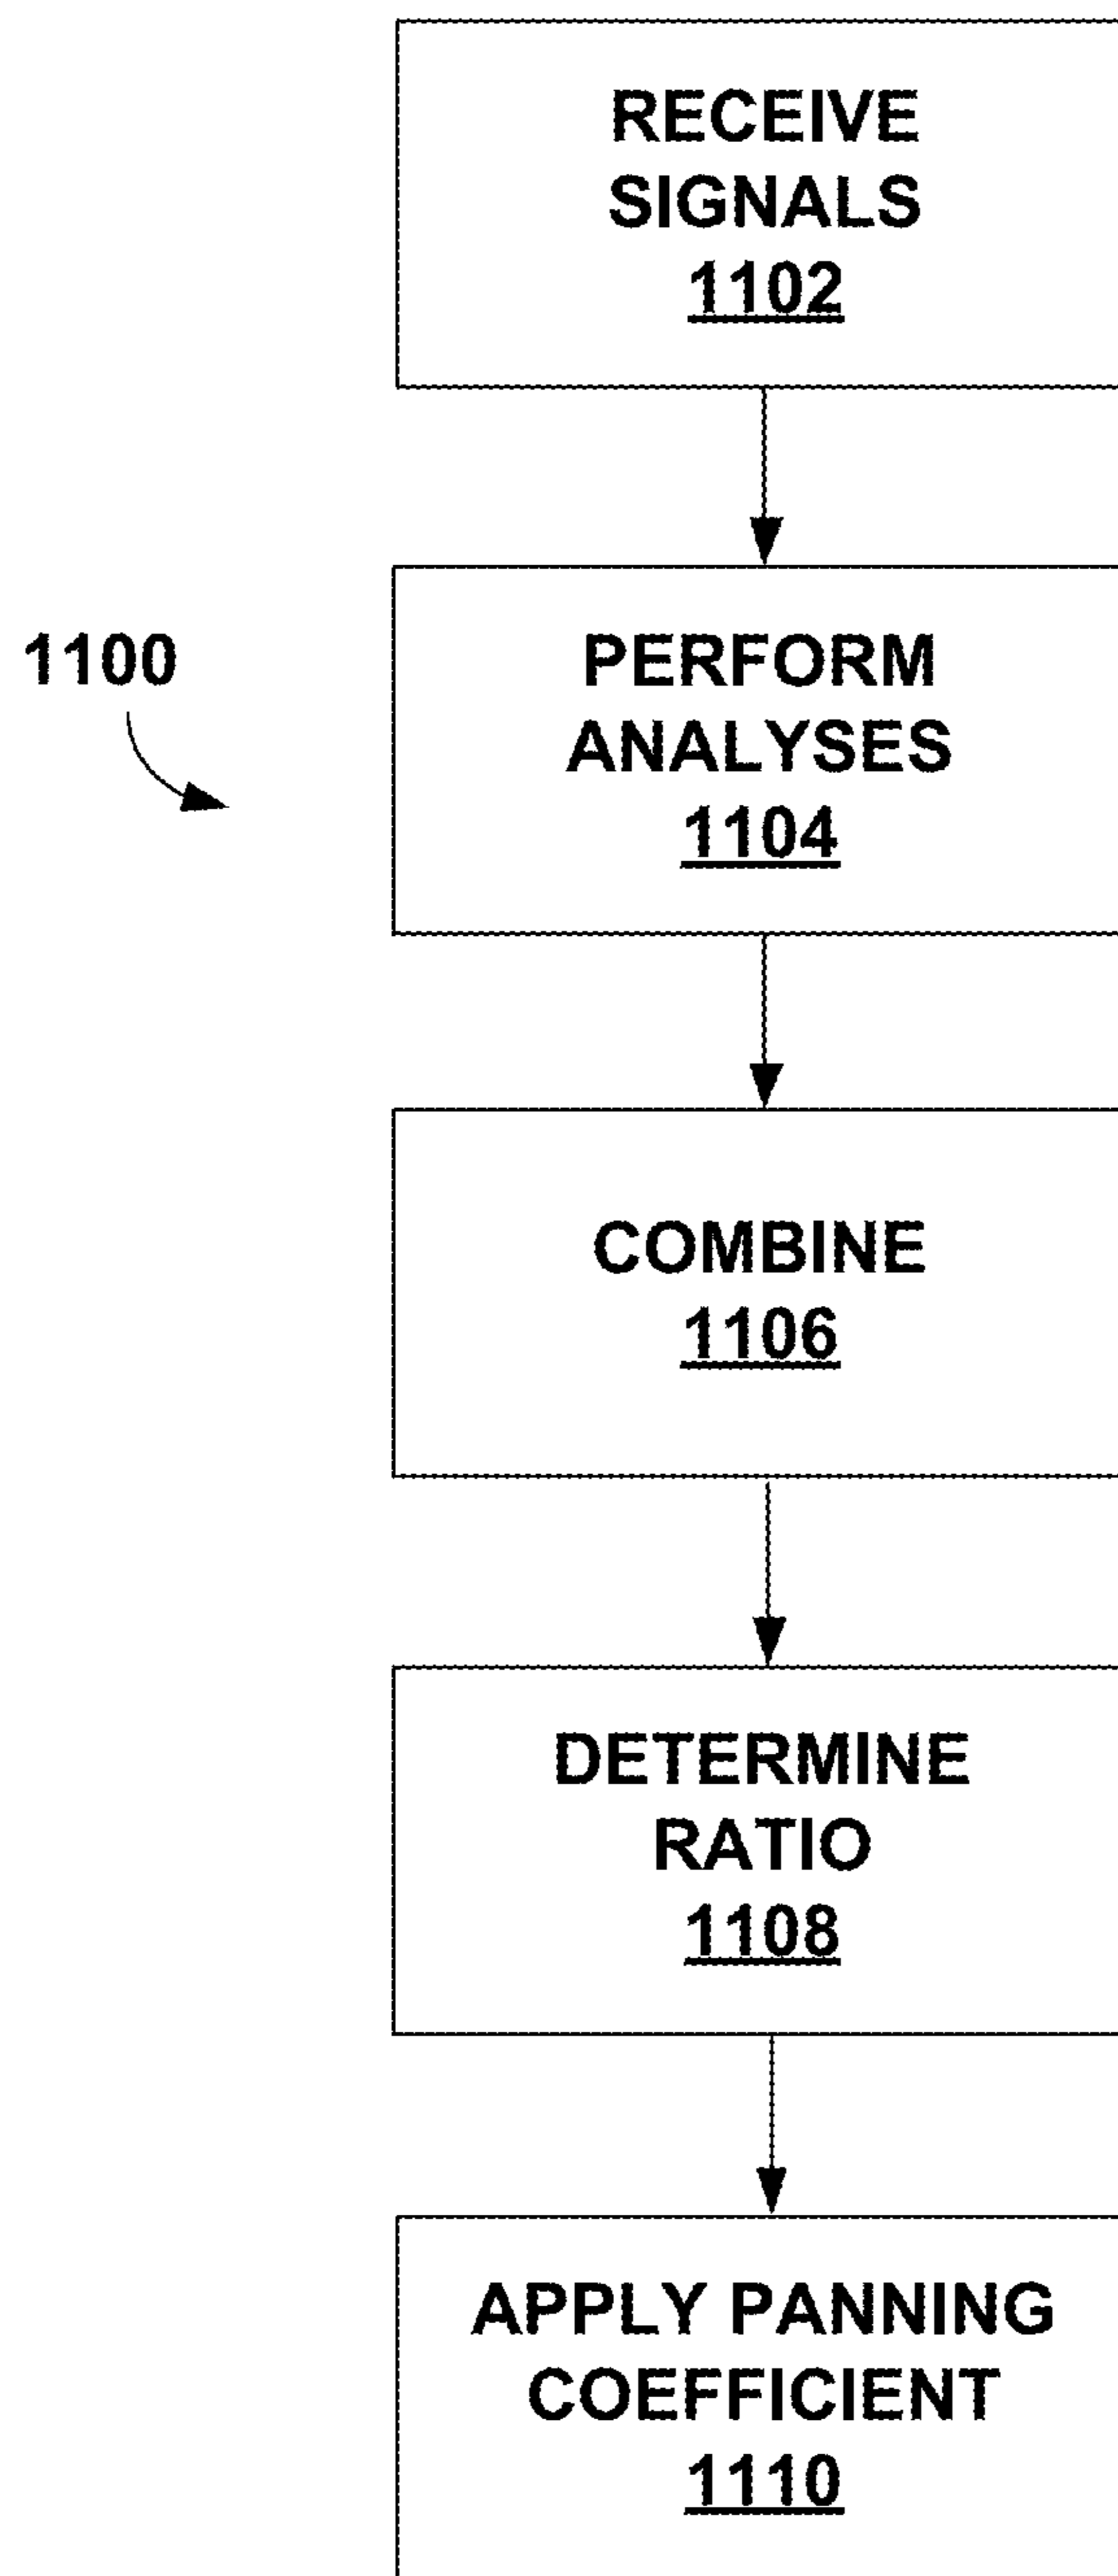 RECEIVE
SIGNALS
1102
1100
PERFORM
ANALYSES
1104
COMBINE
1106
DETERMINE
RATIO
1108
APPLY PANNING
COEFFICIENT
1110